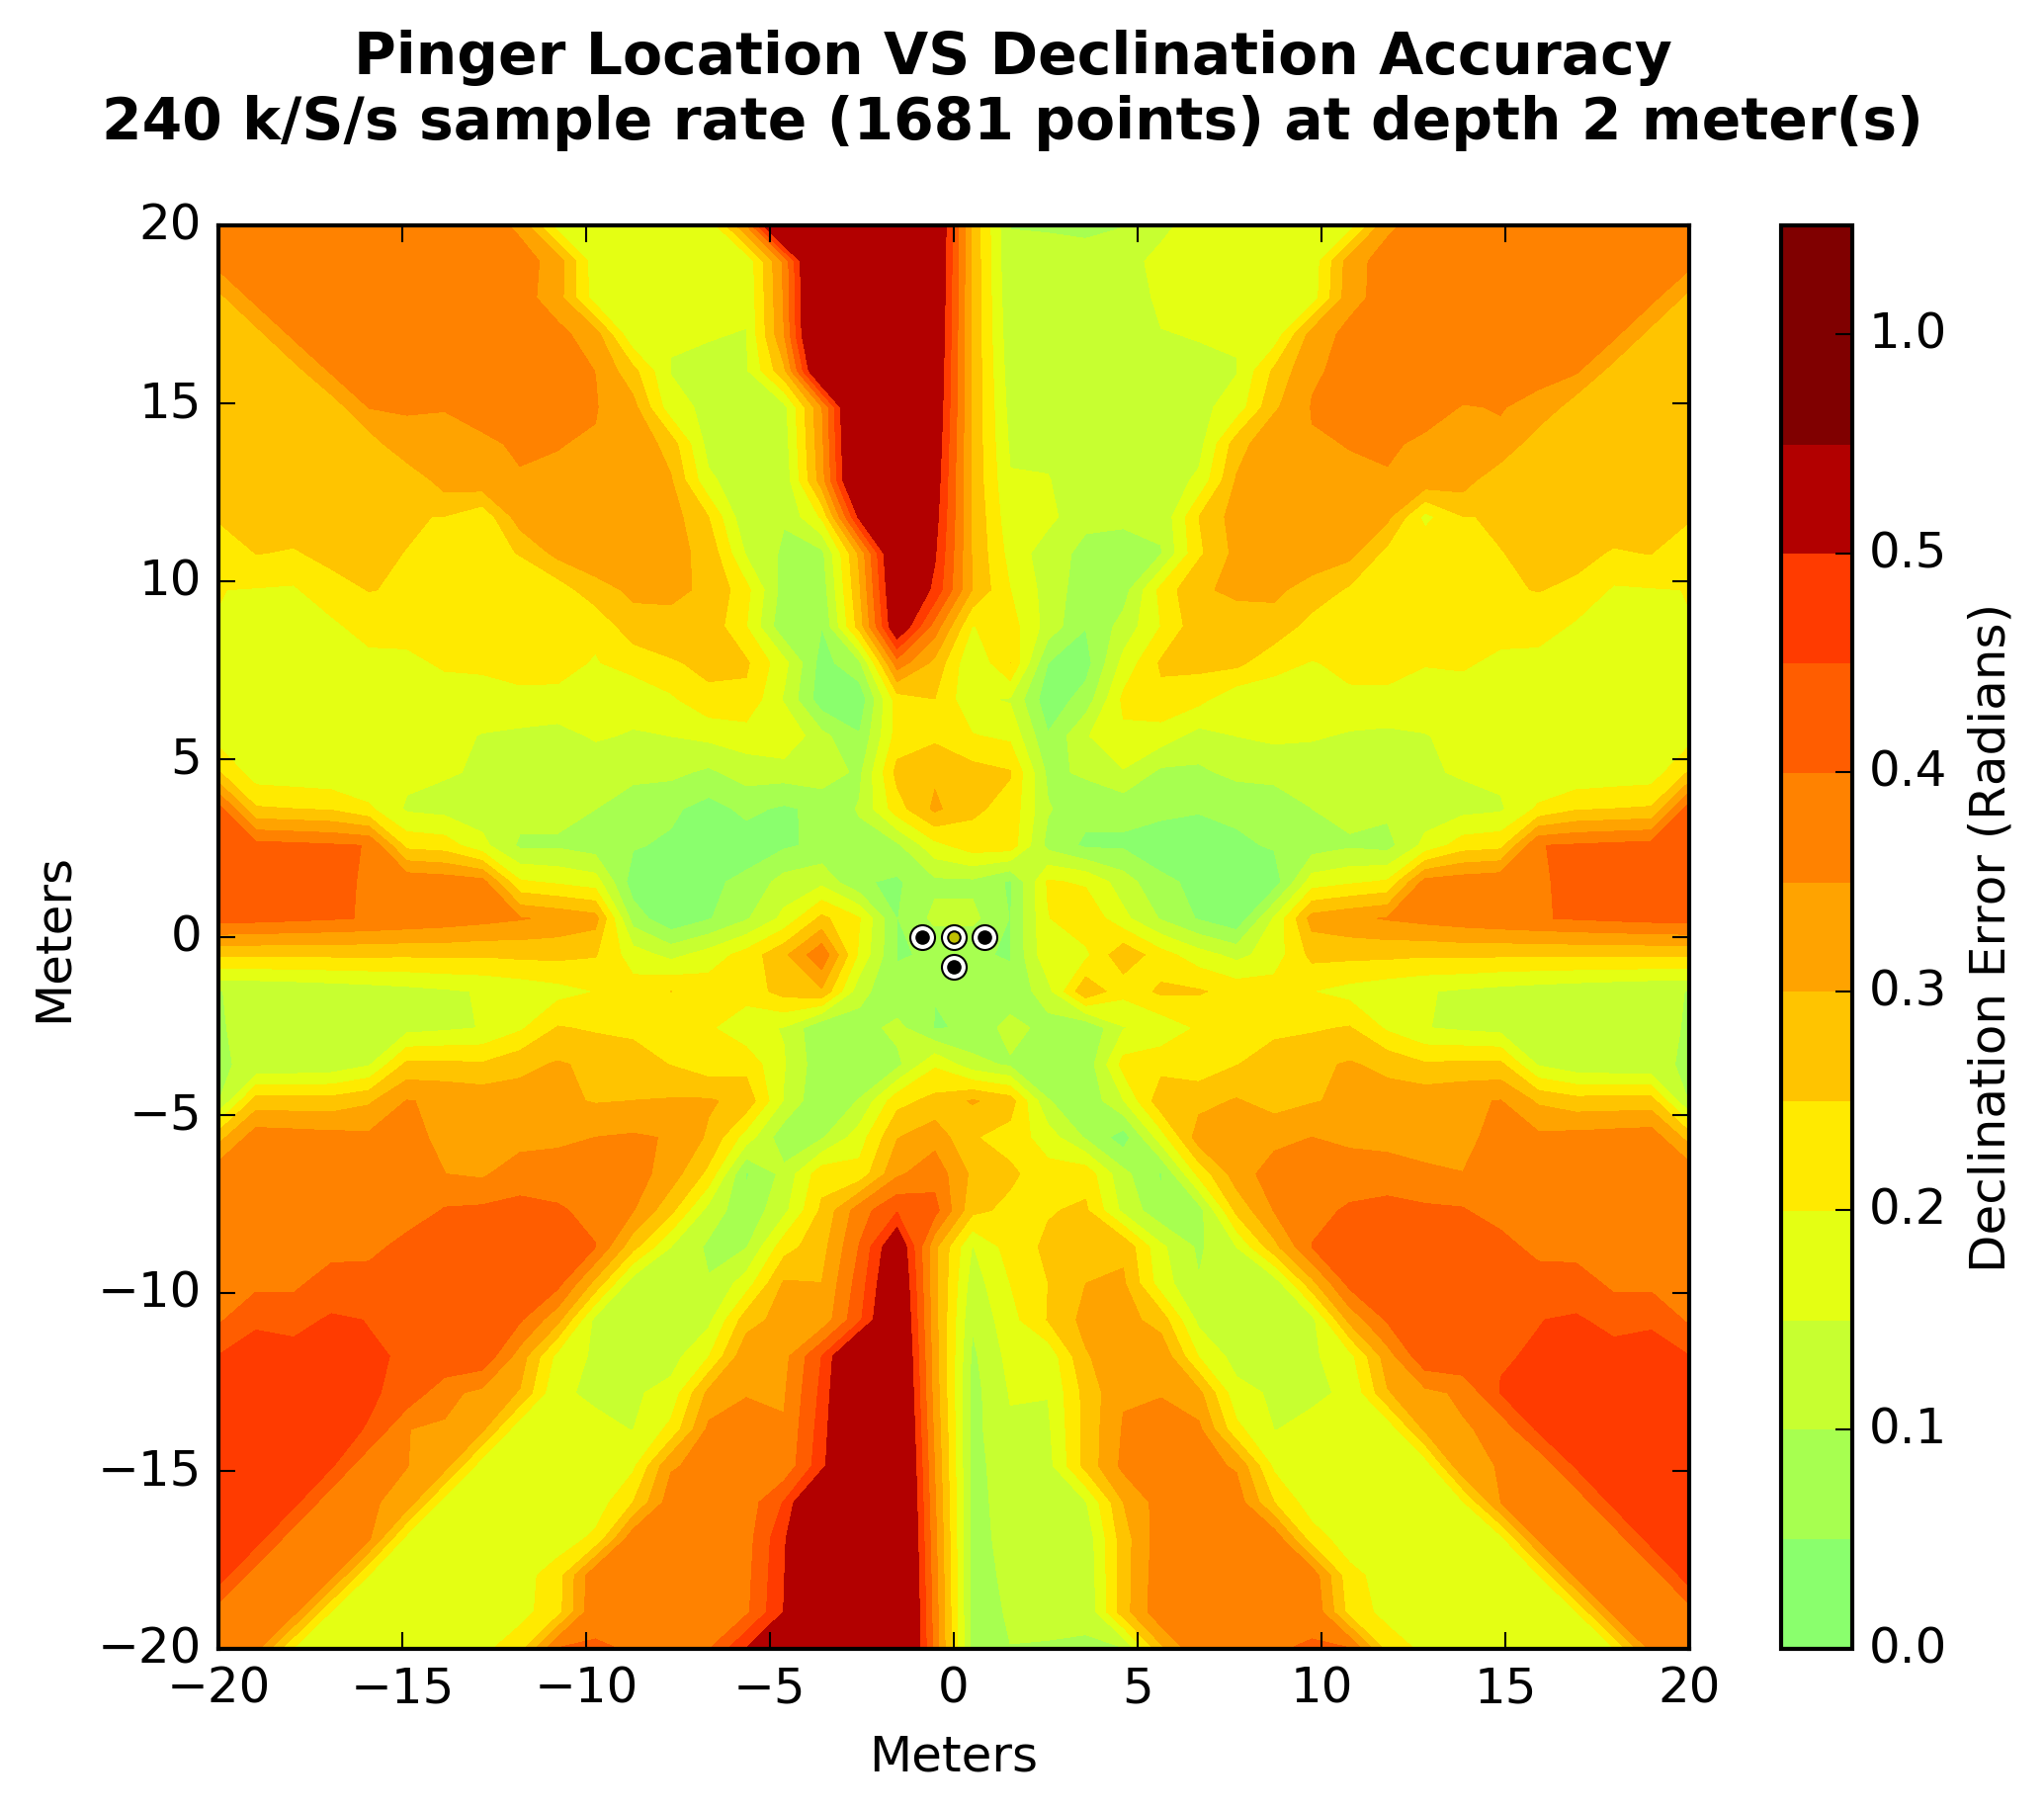 Pinger Location VS Declination Accuracy
240 k/S/s sample rate (1681 points) at depth 2 meter(s)
20
15
10
5
0
−5
−10
−15
−20
Meters
−20 −15 −10 −5 0 5 10 15 20
Meters
1.0
0.5
0.4
0.3
0.2
0.1
0.0
Declination Error (Radians)